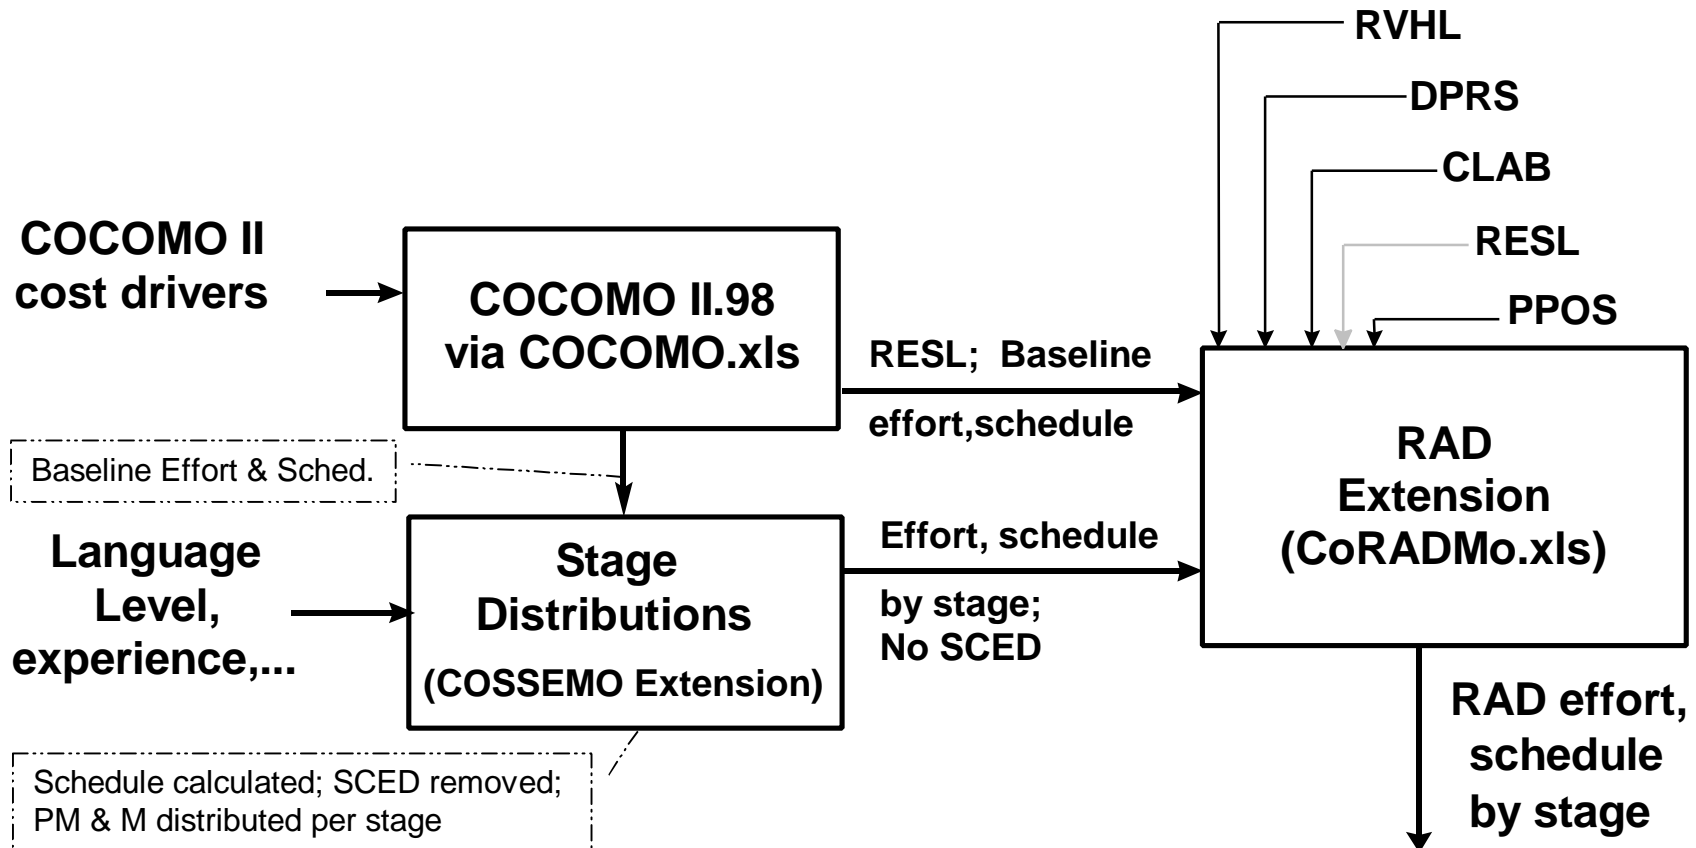 RVHL
DPRS
CLAB
RESL
PPOS
COCOMO II
cost drivers
COCOMO II.98
via COCOMO.xls
RESL; Baseline
effort,schedule
Baseline Effort & Sched.
Language
Level,
experience,...
Stage
Distributions
(COSSEMO Extension)
Effort, schedule
by stage;
No SCED
RAD
Extension
(CoRADMo.xls)
Schedule calculated; SCED removed;
PM & M distributed per stage
RAD effort,
schedule
by stage